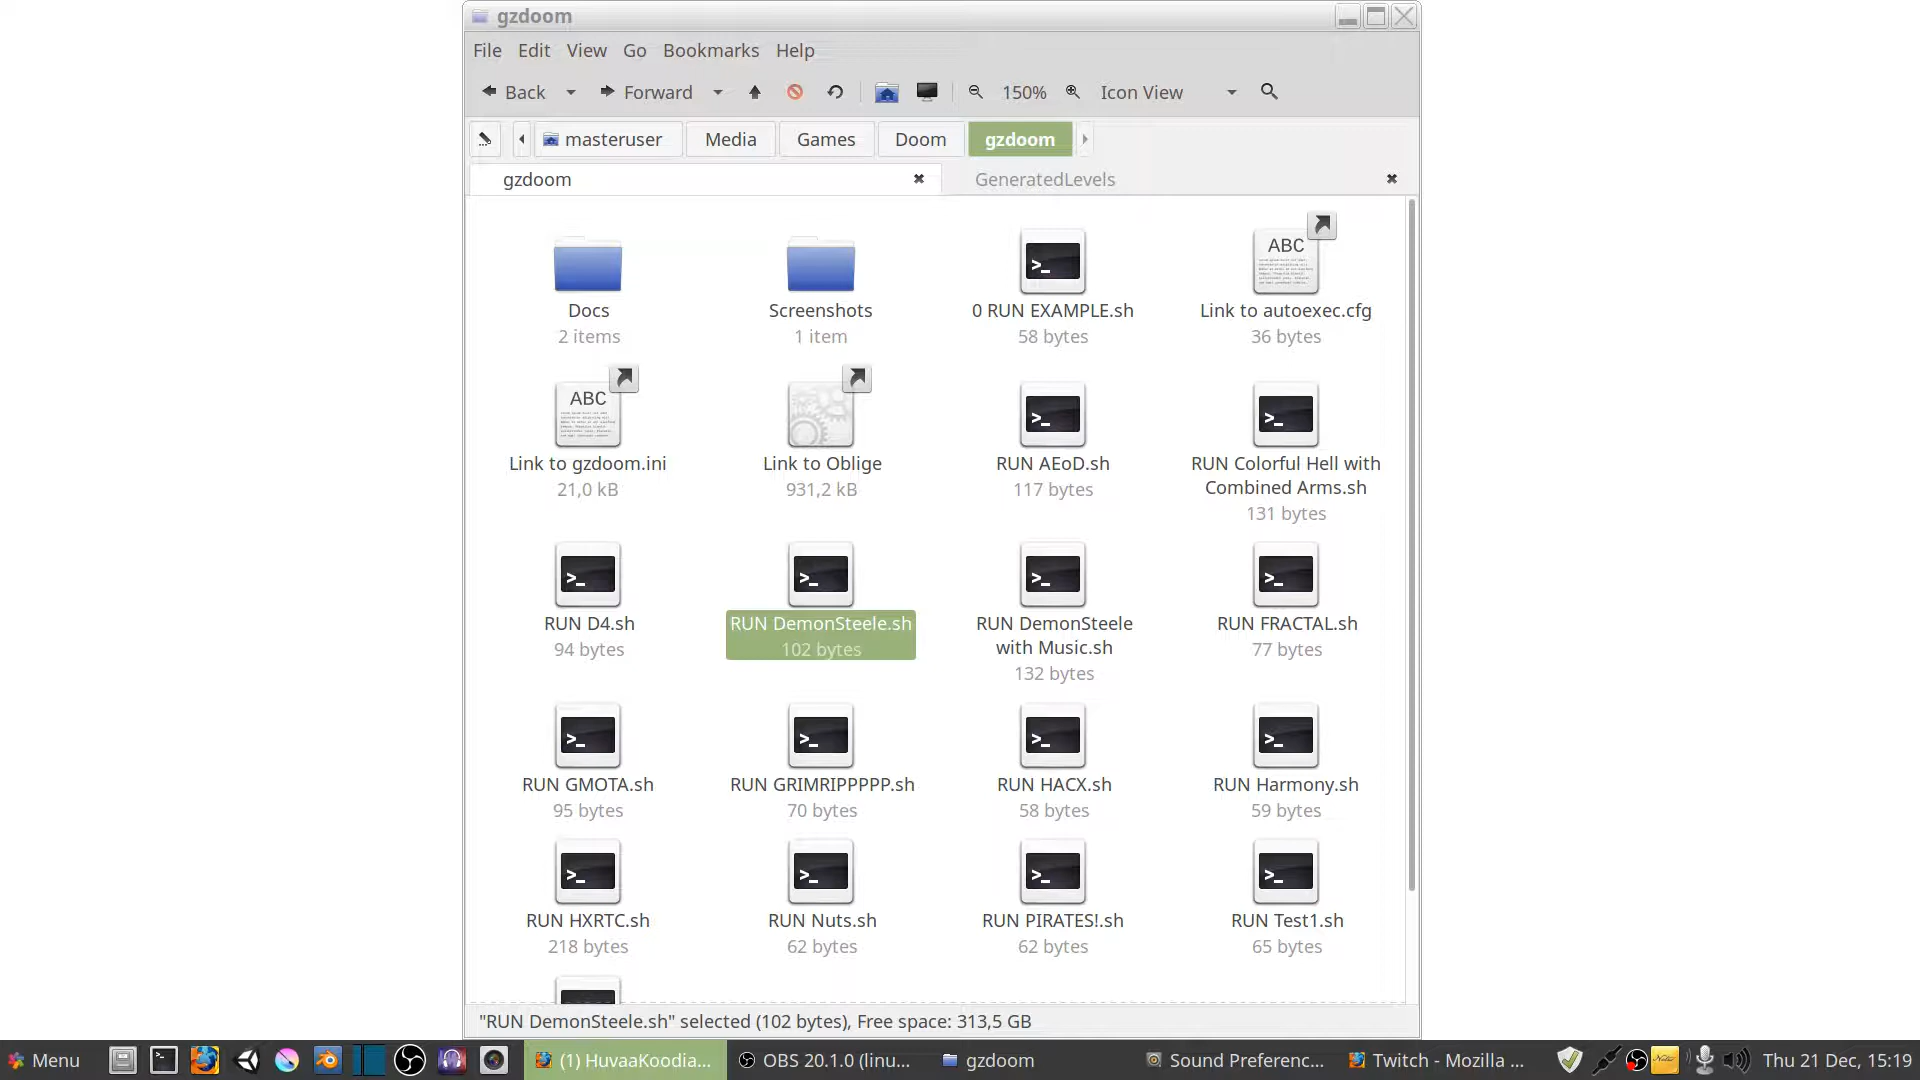 gzdoom
File Edit View Go Bookmarks Help
Back Forward 150% Icon View
masteruser Media Games Doom gzdoom
gzdoom GeneratedLevels
Docs
2 items
Screenshots
1 item
0 RUN EXAMPLE.sh
58 bytes
ABC
Link to autoexec.cfg
36 bytes
ABC
Link to gzdoom.ini
21,0 kB
Link to Oblige
931,2 kB
RUN AEoD.sh
117 bytes
RUN Colorful Hell with
Combined Arms.sh
131 bytes
RUN D4.sh
94 bytes
RUN DemonSteele.sh
102 bytes
RUN DemonSteele
with Music.sh
132 bytes
RUN FRACTAL.sh
77 bytes
RUN GMOTA.sh
95 bytes
RUN GRIMRIPPPPP.sh
70 bytes
RUN HACX.sh
58 bytes
RUN Harmony.sh
59 bytes
RUN HXRTC.sh
218 bytes
RUN Nuts.sh
62 bytes
RUN PIRATES!.sh
62 bytes
RUN Test1.sh
65 bytes
"RUN DemonSteele.sh" selected (102 bytes), Free space: 313,5 GB
Menu (1) HuvaaKoodia... OBS 20.1.0 (linu... gzdoom Sound Preferenc... Twitch - Mozilla ... Thu 21 Dec, 15:19